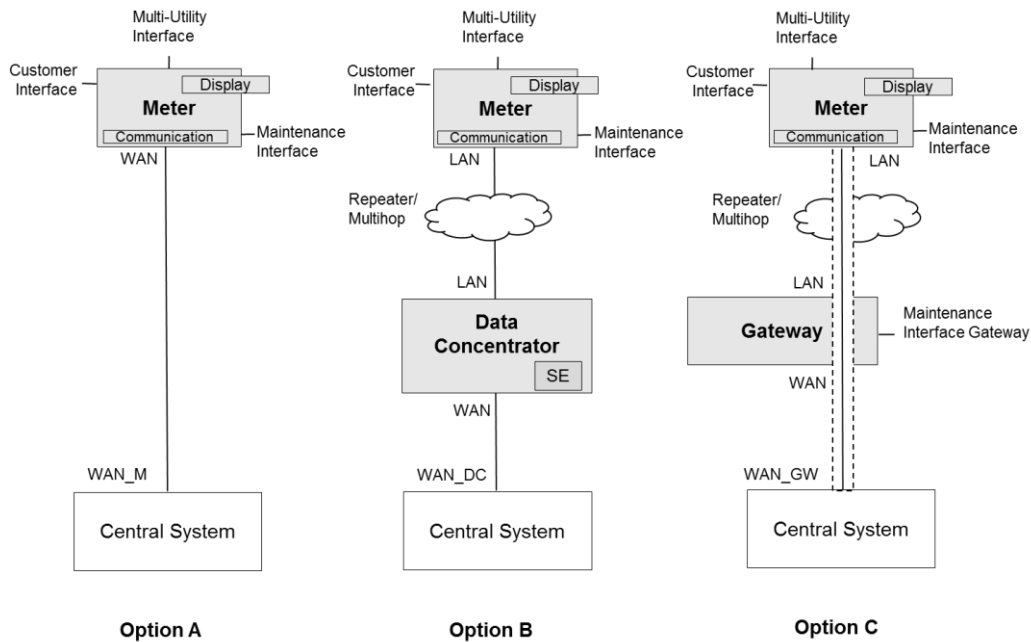 Multi-Utility
Interface
Customer
Interface
Display
Meter
Communication
WAN
Maintenance
Interface
WAN_M
Central System
Option A
Multi-Utility
Interface
Customer
Interface
Display
Meter
Communication
LAN
Maintenance
Interface
Repeater/
Multihop
LAN
Data
Concentrator
SE
WAN
WAN_DC
Central System
Option B
Multi-Utility
Interface
Customer
Interface
Display
Meter
Communication
LAN
Maintenance
Interface
Repeater/
Multihop
LAN
Gateway
Maintenance
Interface Gateway
WAN
WAN_GW
Central System
Option C